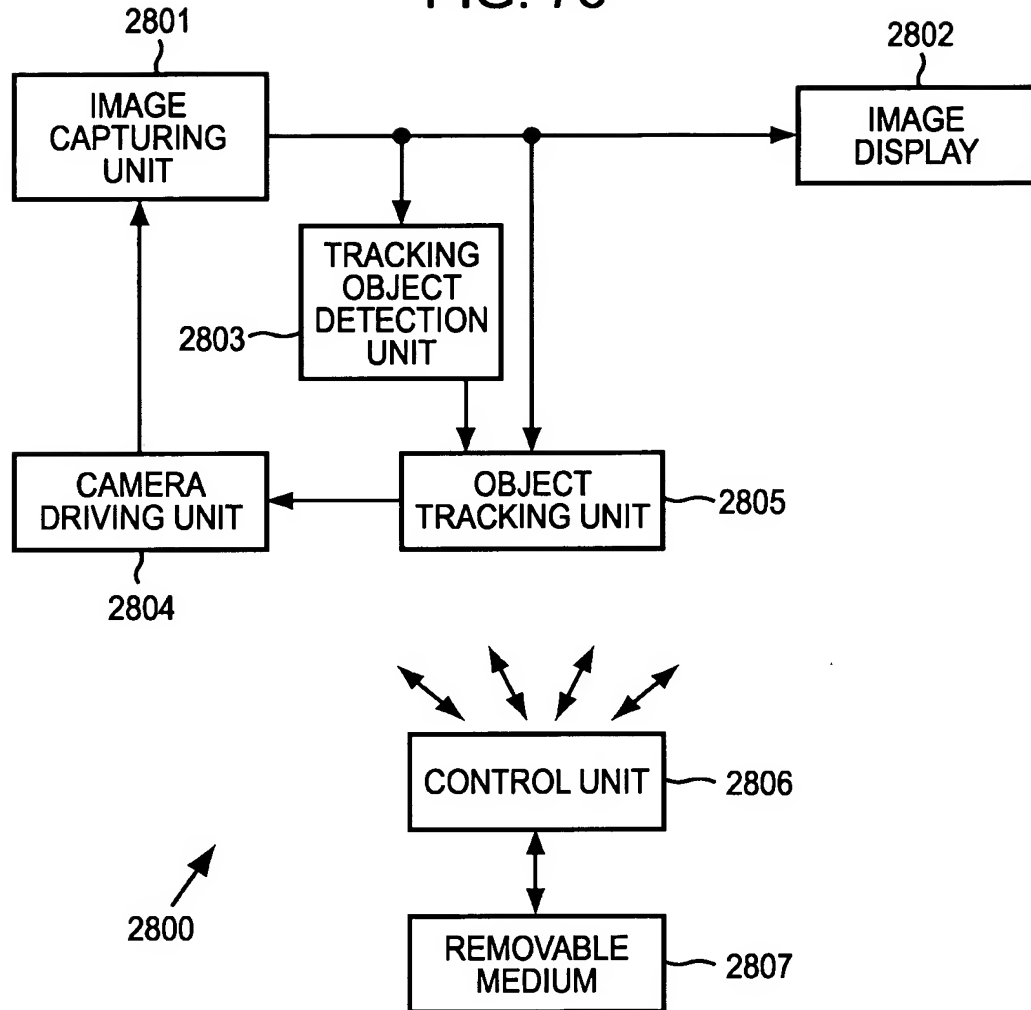 FIG.
2801
2802
IMAGE
CAPTURING
UNIT
IMAGE
DISPLAY
TRACKING
OBJECT
DETECTION
UNIT
2803
CAMERA
DRIVING UNIT
OBJECT
TRACKING UNIT
2805
2804
CONTROL UNIT
2806
2800
REMOVABLE
MEDIUM
2807